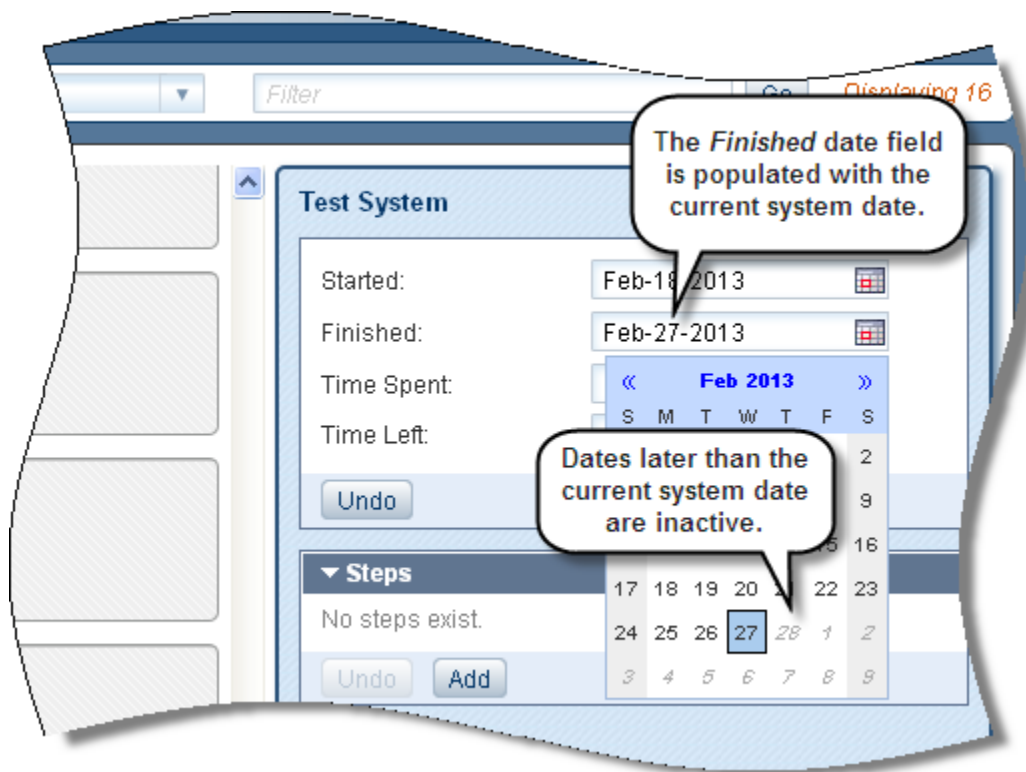 Filter
Displaying 16
The Finished date field
is populated with the
current system date.
Test System
Started:
Feb-18-2013
Finished:
Feb-27-2013
Time Spent:
Time Left:
« Feb 2013 »
S M T W T F S
2
Dates later than the
current system date
are inactive.
9
Undo
16
Steps
17 18 19 20 22 23
No steps exist.
24 25 26 27 28 1 2
Undo Add
3 4 5 6 7 8 9